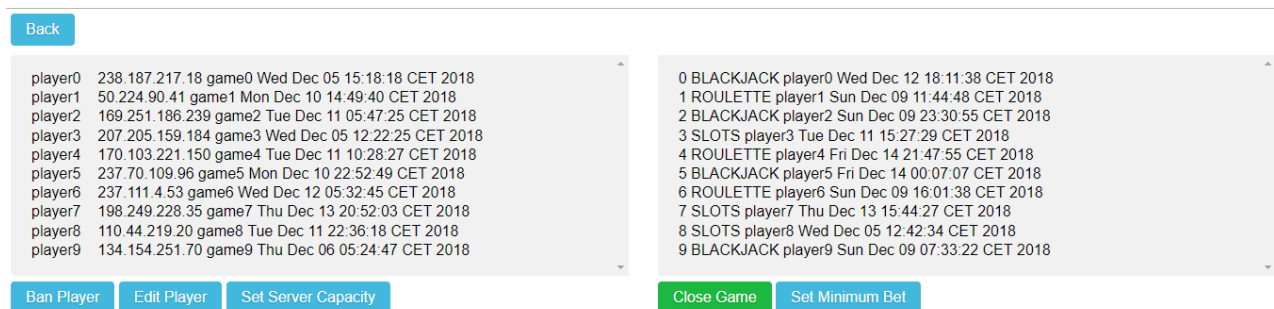 Back
player0 238.187.217.18 game0 Wed Dec 05 15:18:18 CET 2018
player1 50.224.90.41 game1 Mon Dec 10 14:49:40 CET 2018
player2 169.251.186.239 game2 Tue Dec 11 05:47:25 CET 2018
player3 207.205.159.184 game3 Wed Dec 05 12:22:25 CET 2018
player4 170.103.221.150 game4 Tue Dec 11 10:28:27 CET 2018
player5 237.70.109.96 game5 Mon Dec 10 22:52:49 CET 2018
player6 237.111.4.53 game6 Wed Dec 12 05:32:45 CET 2018
player7 198.249.228.35 game7 Thu Dec 13 20:52:03 CET 2018
player8 110.44.219.20 game8 Tue Dec 11 22:36:18 CET 2018
player9 134.154.251.70 game9 Thu Dec 06 05:24:47 CET 2018
Ban Player Edit Player Set Server Capacity
0 BLACKJACK player0 Wed Dec 12 18:11:38 CET 2018
1 ROULETTE player1 Sun Dec 09 11:44:48 CET 2018
2 BLACKJACK player2 Sun Dec 09 23:30:55 CET 2018
3 SLOTS player3 Tue Dec 11 15:27:29 CET 2018
4 ROULETTE player4 Fri Dec 14 21:47:55 CET 2018
5 BLACKJACK player5 Fri Dec 14 00:07:07 CET 2018
6 ROULETTE player6 Sun Dec 09 16:01:38 CET 2018
7 SLOTS player7 Thu Dec 13 15:44:27 CET 2018
8 SLOTS player8 Wed Dec 05 12:42:34 CET 2018
9 BLACKJACK player9 Sun Dec 09 07:33:22 CET 2018
Close Game Set Minimum Bet